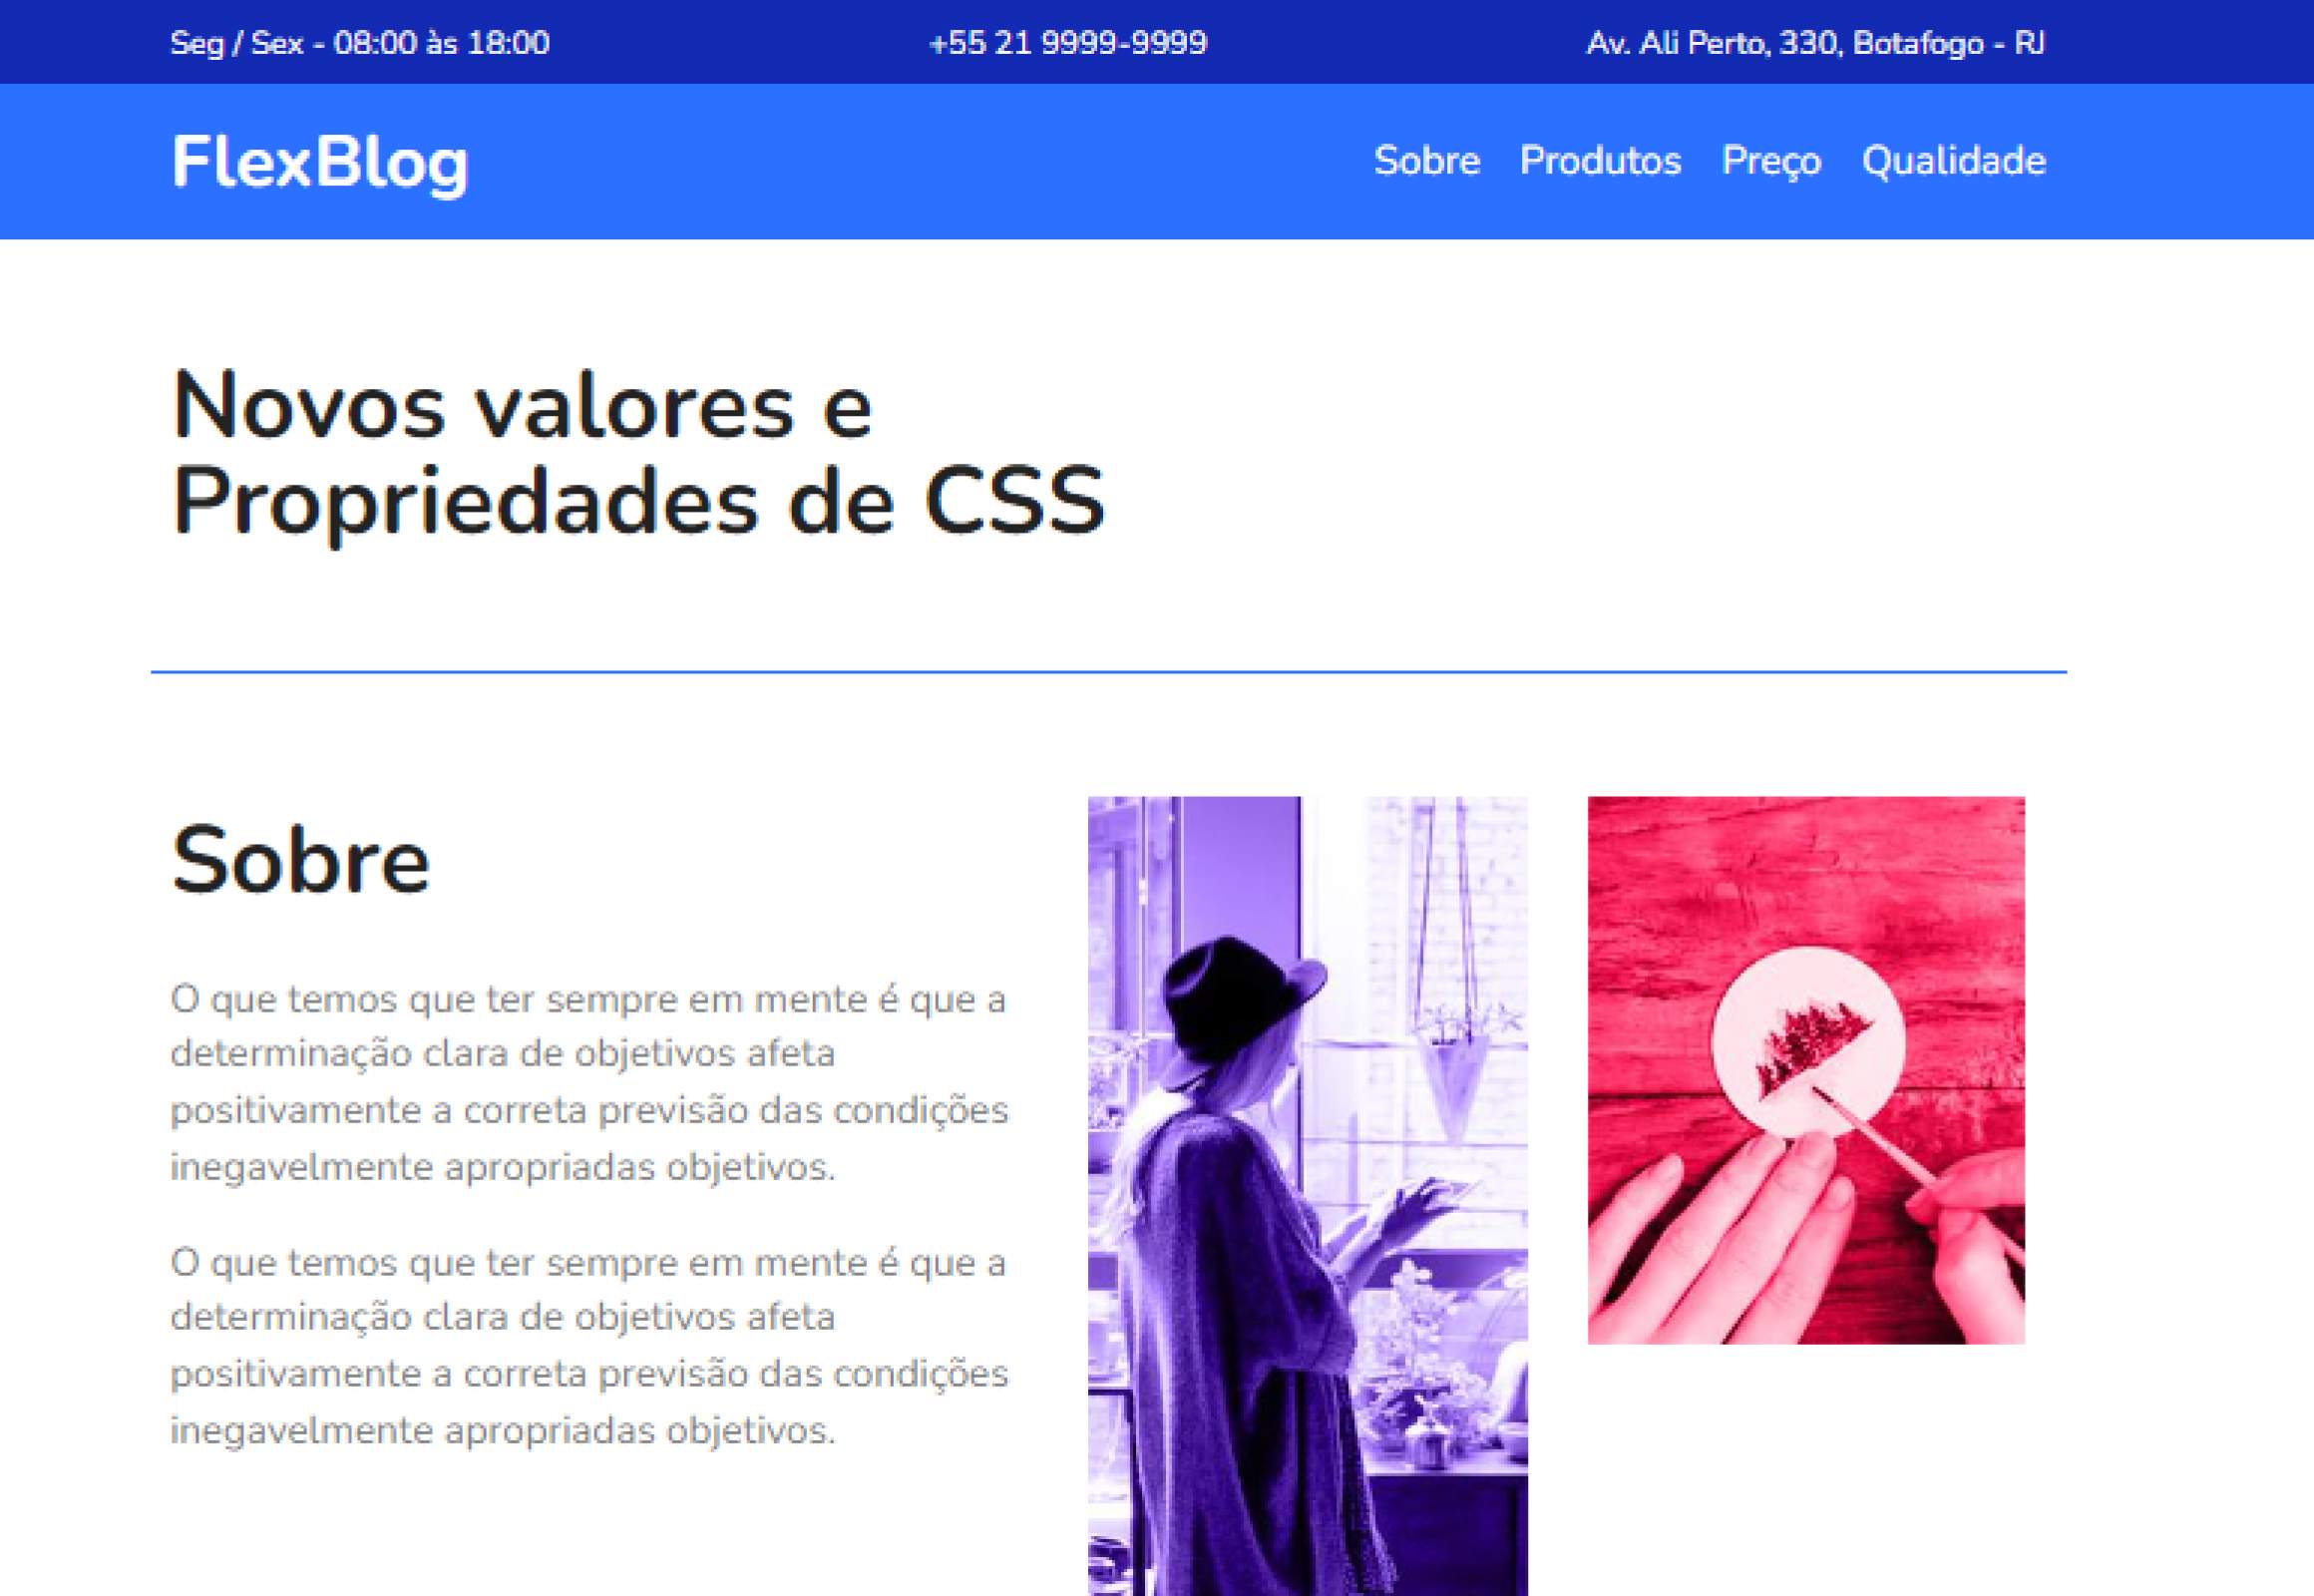 Seg / Sex - 08:00 às 18:00
+55 21 9999-9999
Av. Ali Perto, 330, Botafogo - RJ
FlexBlog
Sobre
Produtos
Preço
Qualidade
Novos valores e
Propriedades de CSS
Sobre
O que temos que ter sempre em mente é que a
determinação clara de objetivos afeta
positivamente a correta previsão das condições
inegavelmente apropriadas objetivos.
O que temos que ter sempre em mente é que a
determinação clara de objetivos afeta
positivamente a correta previsão das condições
inegavelmente apropriadas objetivos.